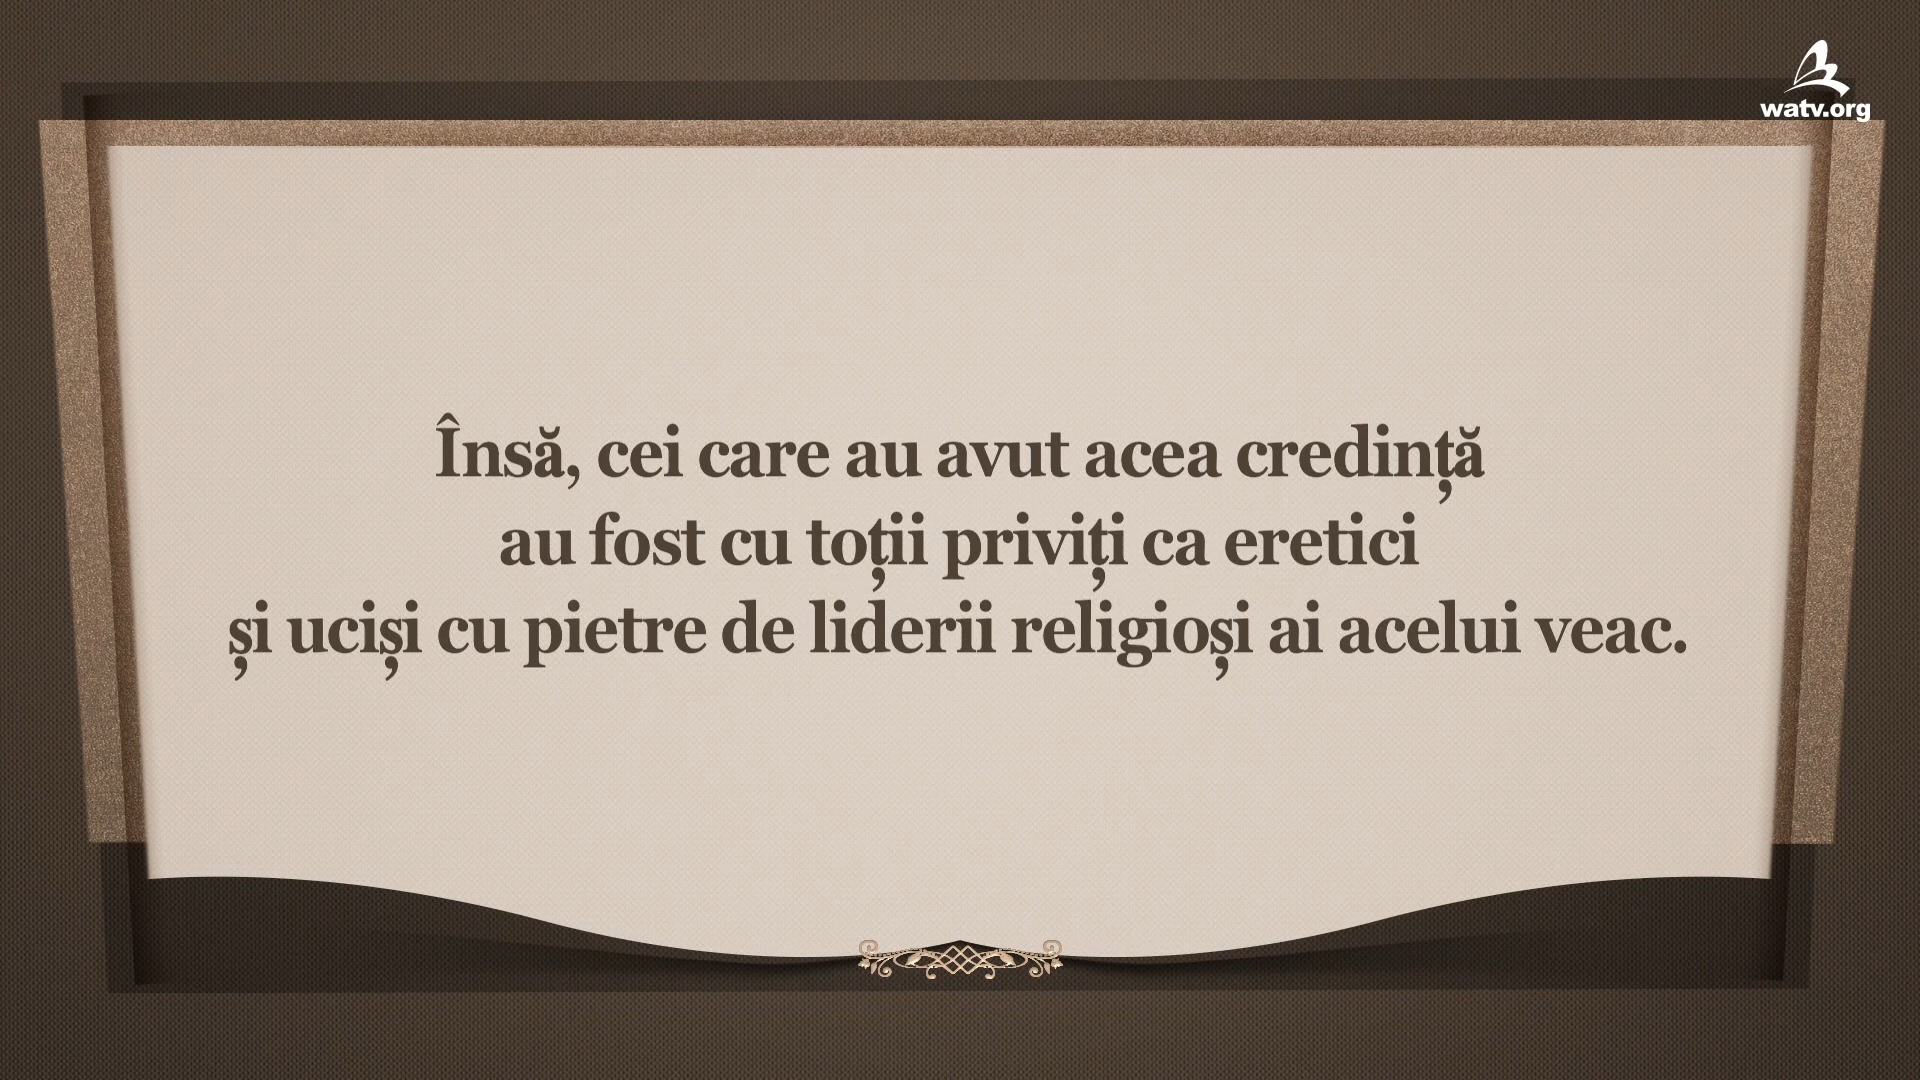 watv.org
Însă, cei care au avut acea credință
au fost cu toții priviți ca eretici
și uciși cu pietre de liderii religioși ai acelui veac.